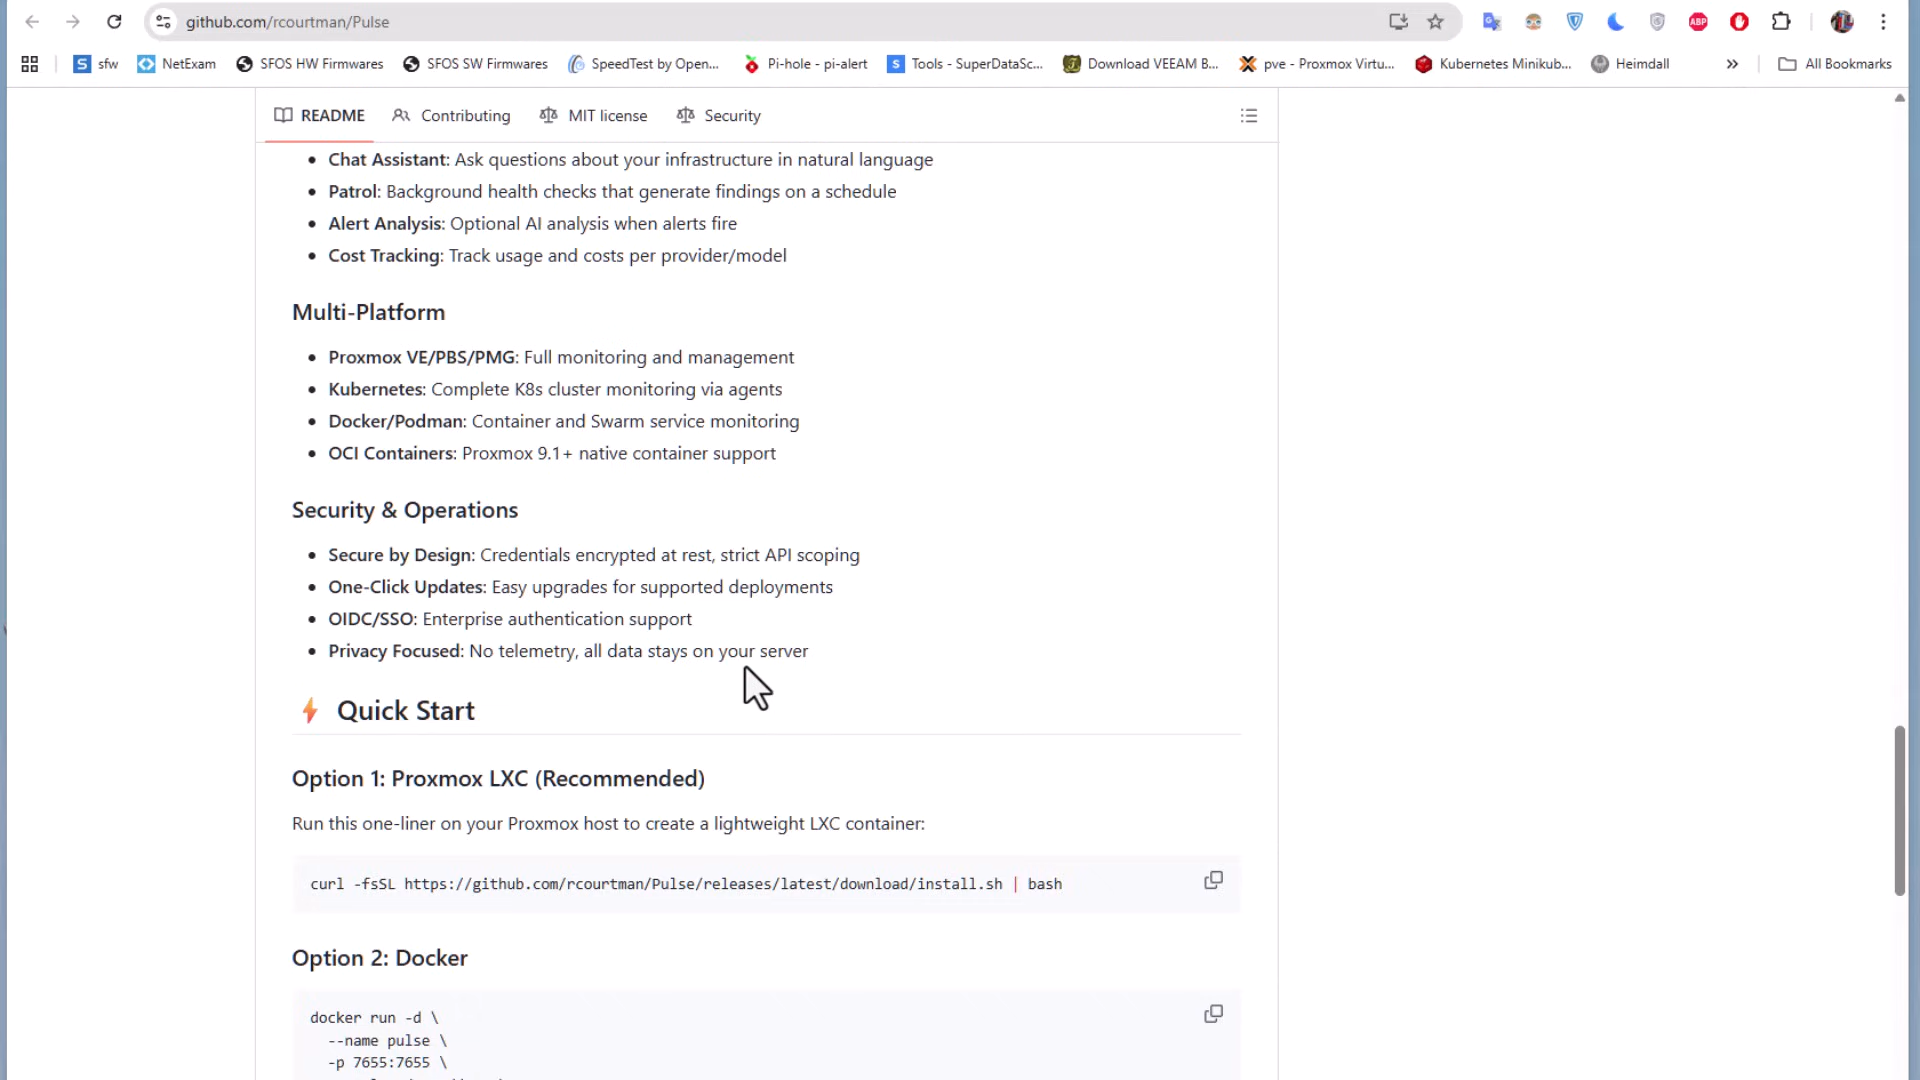 github.com/rcourtman/Pulse
sfw
NetExam
SFOS HW Firmwares
SFOS SW Firmwares
SpeedTest by Open...
Pi-hole - pi-alert
Tools - SuperDataSc...
Download VEEAM B...
pve - Proxmox Virtu...
Kubernetes Minikub...
Heimdall
All Bookmarks
ABP
README
Contributing
MIT license
Security
Chat Assistant: Ask questions about your infrastructure in natural language
Patrol: Background health checks that generate findings on a schedule
Alert Analysis: Optional AI analysis when alerts fire
Cost Tracking: Track usage and costs per provider/model
Multi-Platform
Proxmox VE/PBS/PMG: Full monitoring and management
Kubernetes: Complete K8s cluster monitoring via agents
Docker/Podman: Container and Swarm service monitoring
OCI Containers: Proxmox 9.1+ native container support
Security & Operations
Secure by Design: Credentials encrypted at rest, strict API scoping
One-Click Updates: Easy upgrades for supported deployments
OIDC/SSO: Enterprise authentication support
Privacy Focused: No telemetry, all data stays on your server
Quick Start
Option 1: Proxmox LXC (Recommended)
Run this one-liner on your Proxmox host to create a lightweight LXC container:
curl -fsSL https://github.com/rcourtman/Pulse/releases/latest/download/install.sh | bash
Option 2: Docker
docker run -d \
--name pulse \
-p 7655:7655 \